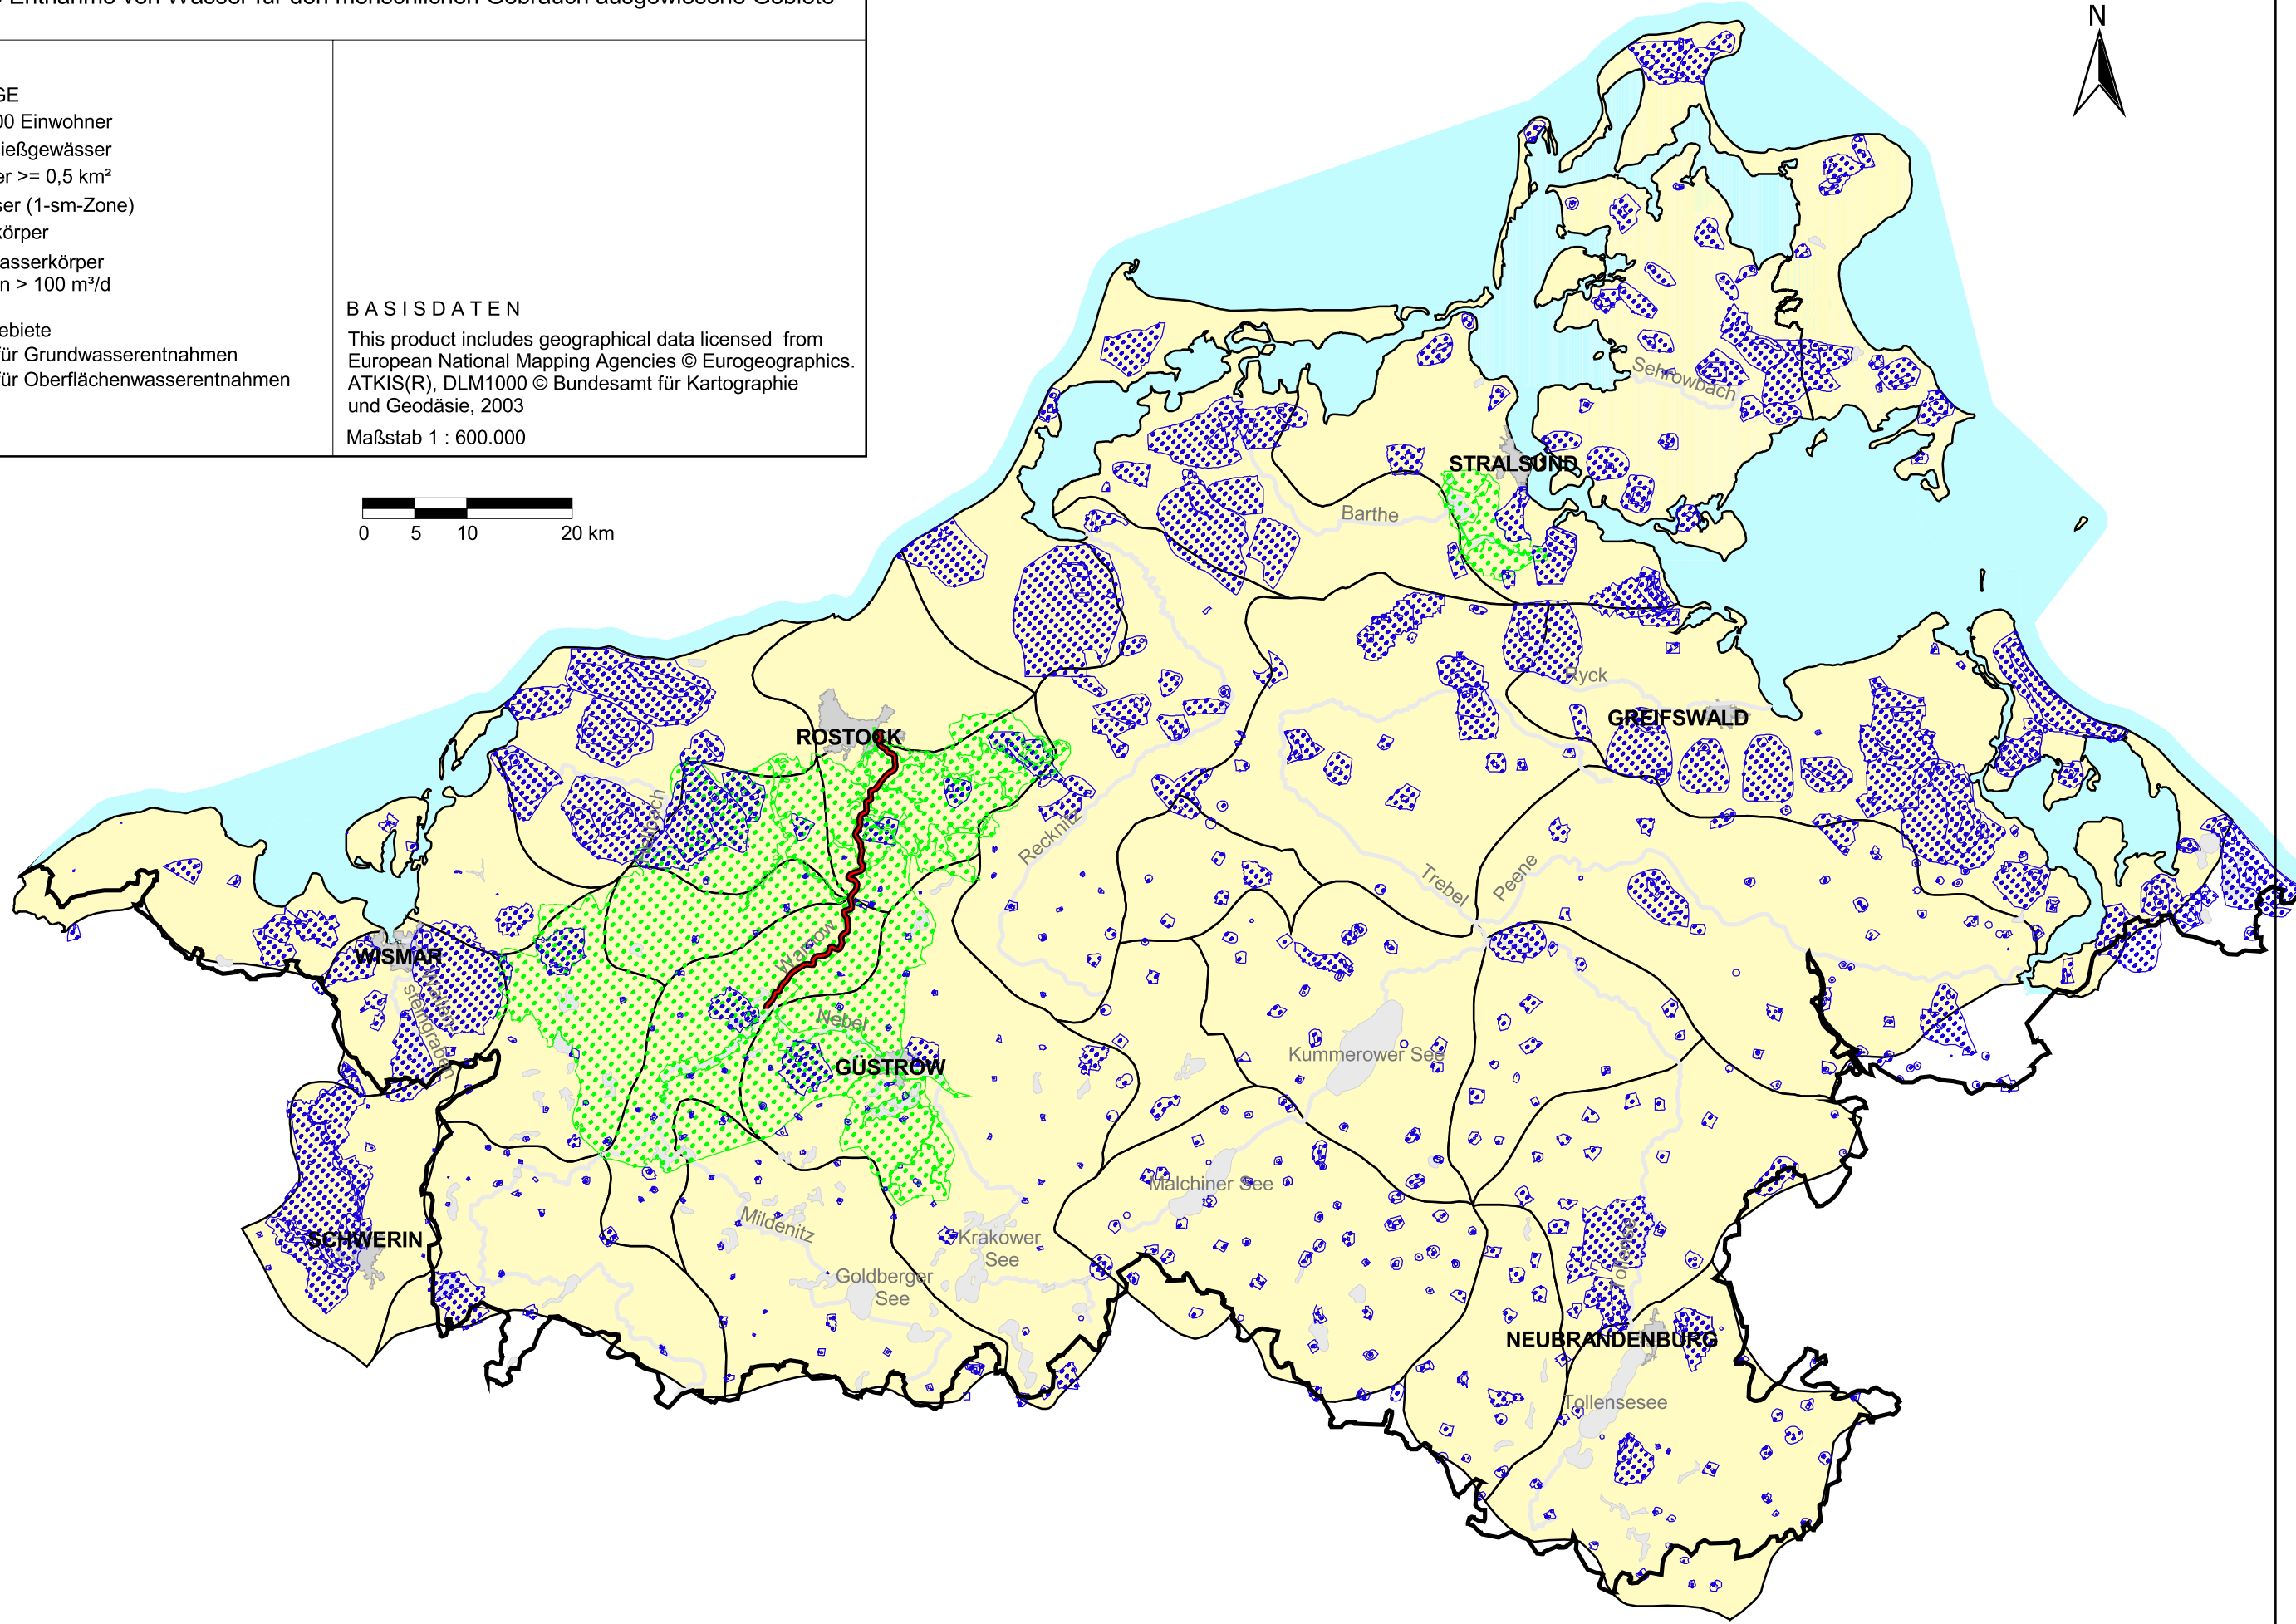 Entnahme von Wasser für den menschlichen Gebrauch ausgewiesene Gebiete
N
GE
00 Einwohner
ießgewässer
er >= 0,5 km²
ser (1-sm-Zone)
körper
asserkörper
n > 100 m³/d
ebiete
für Grundwasserentnahmen
für Oberflächenwasserentnahmen
BASISDATEN
This product includes geographical data licensed from
European National Mapping Agencies © Eurogeographics.
ATKIS(R), DLM1000 © Bundesamt für Kartographie
und Geodäsie, 2003
Maßstab 1 : 600.000
0 5 10 20 km
Sehrowbach
STRALSUND
Barthe
Ryck
GREIFSWALD
ROSTOCK
Recknitz
Trebel
Peene
WISMAR
Warnow
steingraben
Nebel
GÜSTROW
Kummerower See
Malchiner See
Mildenitz
Krakower
See
SCHWERIN
Goldberger
See
Tollense
NEUBRANDENBURG
Tollensesee